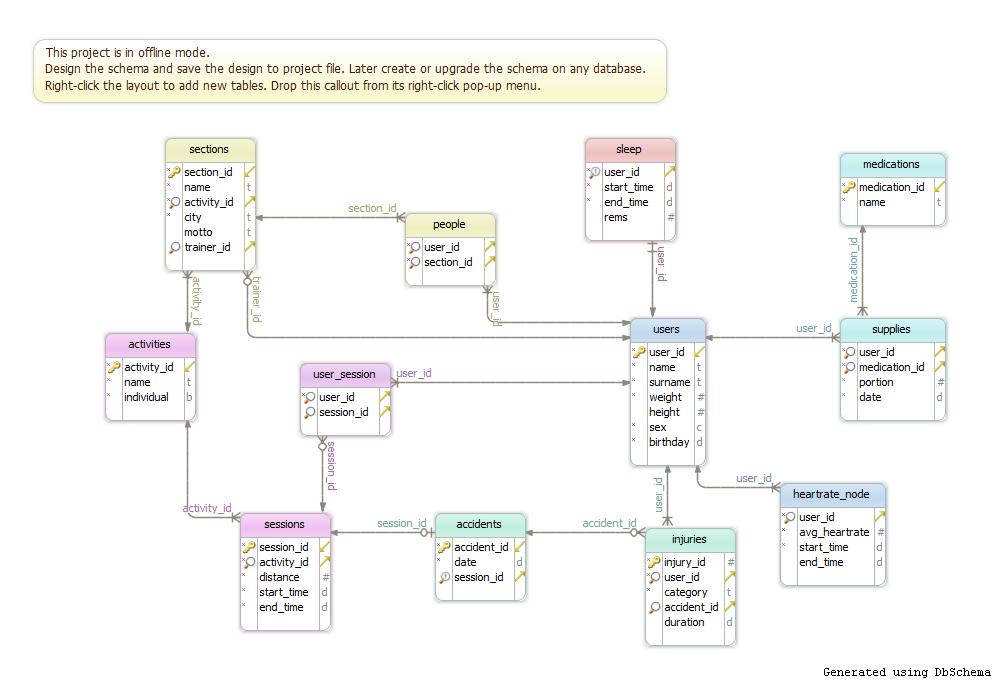 This project is in offline mode.
Design the schema and save the design to project file. Later create or upgrade the schema on any database.
Right-click the layout to add new tables. Drop this callout from its right-click pop-up menu.
sections
section_id
name t
activity_id
city t
motto t
trainer_id
section_id
people
user_id
section_id
sleep
user_id
start_time d
end_time d
rems #
medications
medication_id
name t
activity_id
trainer_id
user_id
user_id
medication_id
activities
activity_id
name t
individual b
user_session
user_id
session_id
user_id
users
user_id
name t
surname t
weight #
height #
sex c
birthday d
user_id
supplies
user_id
medication_id
portion #
date d
session_id
user_id
user_id
heartrate_node
user_id
avg_heartrate #
start_time d
end_time d
activity_id
sessions
session_id
activity_id
distance #
start_time d
end_time d
session_id
accidents
accident_id
date d
session_id
accident_id
injuries
injury_id #
user_id
category t
accident_id
duration d
Generated using DbSchema